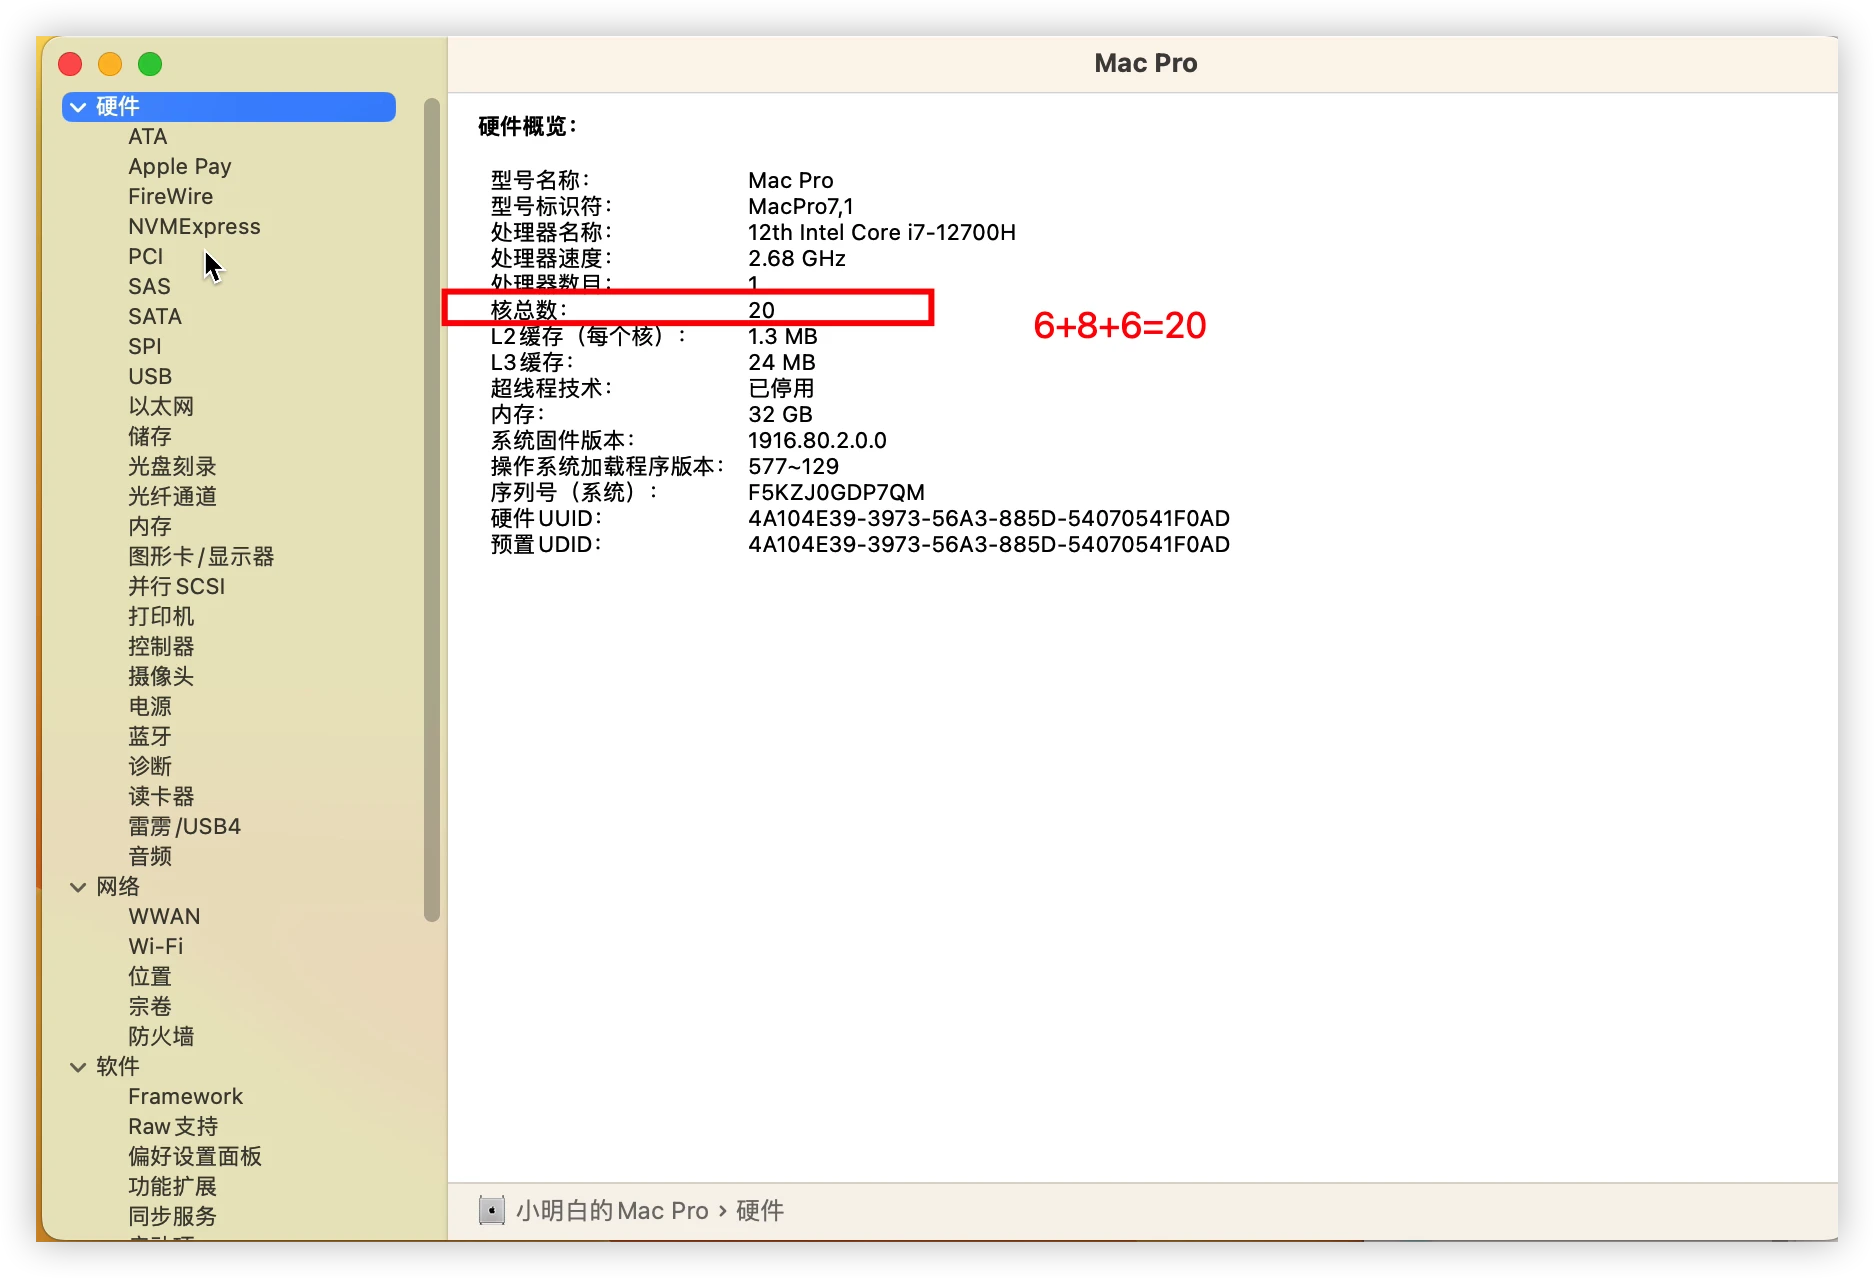 Mac Pro
硬件
ATA
Apple Pay
FireWire
NVMExpress
PCI
SAS
SATA
SPI
USB
以太网
储存
光盘刻录
光纤通道
内存
图形卡/显示器
并行SCSI
打印机
控制器
摄像头
电源
蓝牙
诊断
读卡器
雷雳/USB4
音频
网络
WWAN
Wi-Fi
位置
宗卷
防火墙
软件
Framework
Raw支持
偏好设置面板
功能扩展
同步服务
硬件概览：
型号名称： Mac Pro
型号标识符： MacPro7,1
处理器名称： 12th Intel Core i7-12700H
处理器速度： 2.68 GHz
处理器数目： 1
核总数： 20
L2缓存（每个核）： 1.3 MB
L3缓存： 24 MB
超线程技术： 已停用
内存： 32 GB
系统固件版本： 1916.80.2.0.0
操作系统加载程序版本： 577~129
序列号（系统）： F5KZJ0GDP7QM
硬件UUID： 4A104E39-3973-56A3-885D-54070541F0AD
预置UDID： 4A104E39-3973-56A3-885D-54070541F0AD
6+8+6=20
小明白的Mac Pro › 硬件